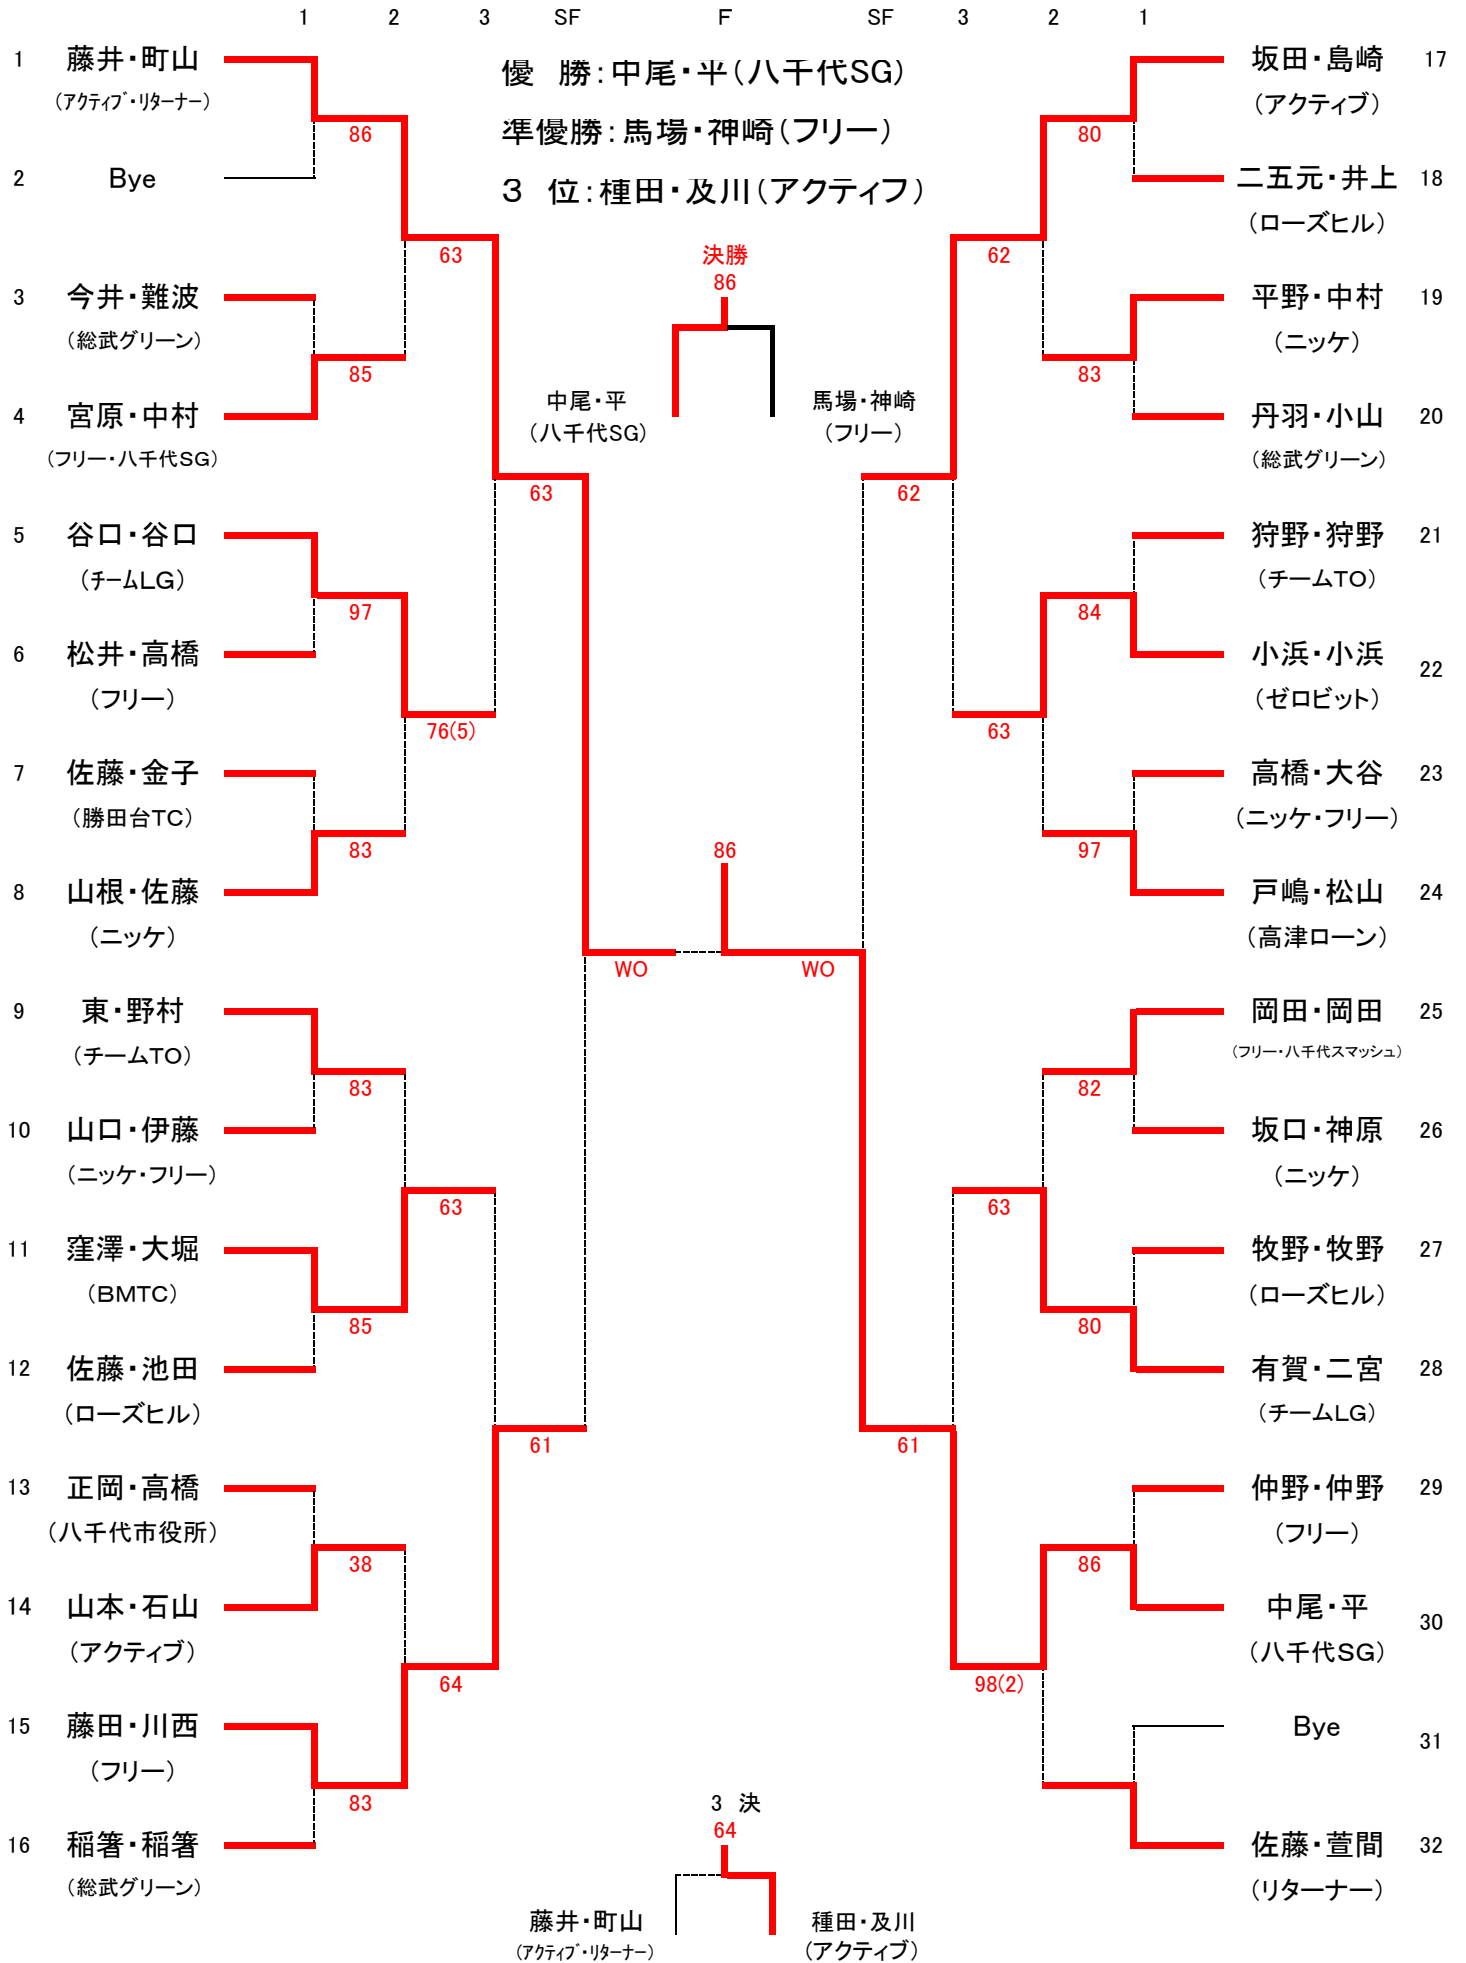 1 2 3 SF F SF 3 2 1
優 勝：中尾・平（八千代SG）
準優勝：馬場・神崎（フリー）
3 位：種田・及川（アクティブ）
1 藤井・町山
（アクティブ・リターナー）
86
2 Bye
63
3 今井・難波
（総武グリーン）
85
4 宮原・中村
（フリー・八千代SG）
63
5 谷口・谷口
（チームLG）
97
6 松井・高橋
（フリー）
76(5)
7 佐藤・金子
（勝田台TC）
83
8 山根・佐藤
（ニッケ）
WO
9 東・野村
（チームTO）
83
10 山口・伊藤
（ニッケ・フリー）
63
11 窪澤・大堀
（BMTC）
85
12 佐藤・池田
（ローズヒル）
61
13 正岡・高橋
（八千代市役所）
38
14 山本・石山
（アクティブ）
64
15 藤田・川西
（フリー）
83
16 稲箸・稲箸
（総武グリーン）
決勝
86
中尾・平
（八千代SG）
馬場・神崎
（フリー）
86
3 決
64
藤井・町山
（アクティブ・リターナー）
種田・及川
（アクティブ）
坂田・島崎 17
（アクティブ）
80
二五元・井上 18
（ローズヒル）
62
平野・中村 19
（ニッケ）
83
丹羽・小山 20
（総武グリーン）
62
狩野・狩野 21
（チームTO）
84
小浜・小浜 22
（ゼロビット）
63
高橋・大谷 23
（ニッケ・フリー）
97
戸嶋・松山 24
（高津ローン）
WO
岡田・岡田 25
（フリー・八千代スマッシュ）
82
坂口・神原 26
（ニッケ）
63
牧野・牧野 27
（ローズヒル）
80
有賀・二宮 28
（チームLG）
61
仲野・仲野 29
（フリー）
86
中尾・平 30
（八千代SG）
98(2)
Bye 31
佐藤・萱間 32
（リターナー）